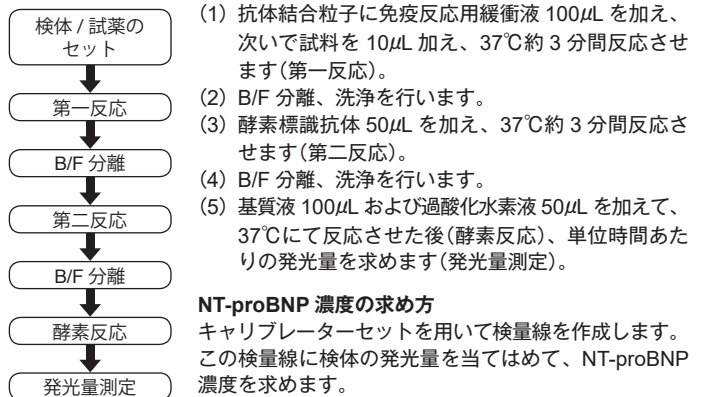 検体 / 試薬の
セット
第一反応
B/F 分離
第二反応
B/F 分離
酵素反応
発光量測定
(1) 抗体結合粒子に免疫反応用緩衝液 100μL を加え、
次いで試料を 10μL 加え、37℃約 3 分間反応させ
ます(第一反応)。
(2) B/F 分離、洗浄を行います。
(3) 酵素標識抗体 50μL を加え、37℃約 3 分間反応さ
せます(第二反応)。
(4) B/F 分離、洗浄を行います。
(5) 基質液 100μL および過酸化水素液 50μL を加えて、
37℃にて反応させた後(酵素反応)、単位時間あた
りの発光量を求めます(発光量測定)。
NT-proBNP 濃度の求め方
キャリブレーターセットを用いて検量線を作成します。
この検量線に検体の発光量を当てはめて、NT-proBNP
濃度を求めます。